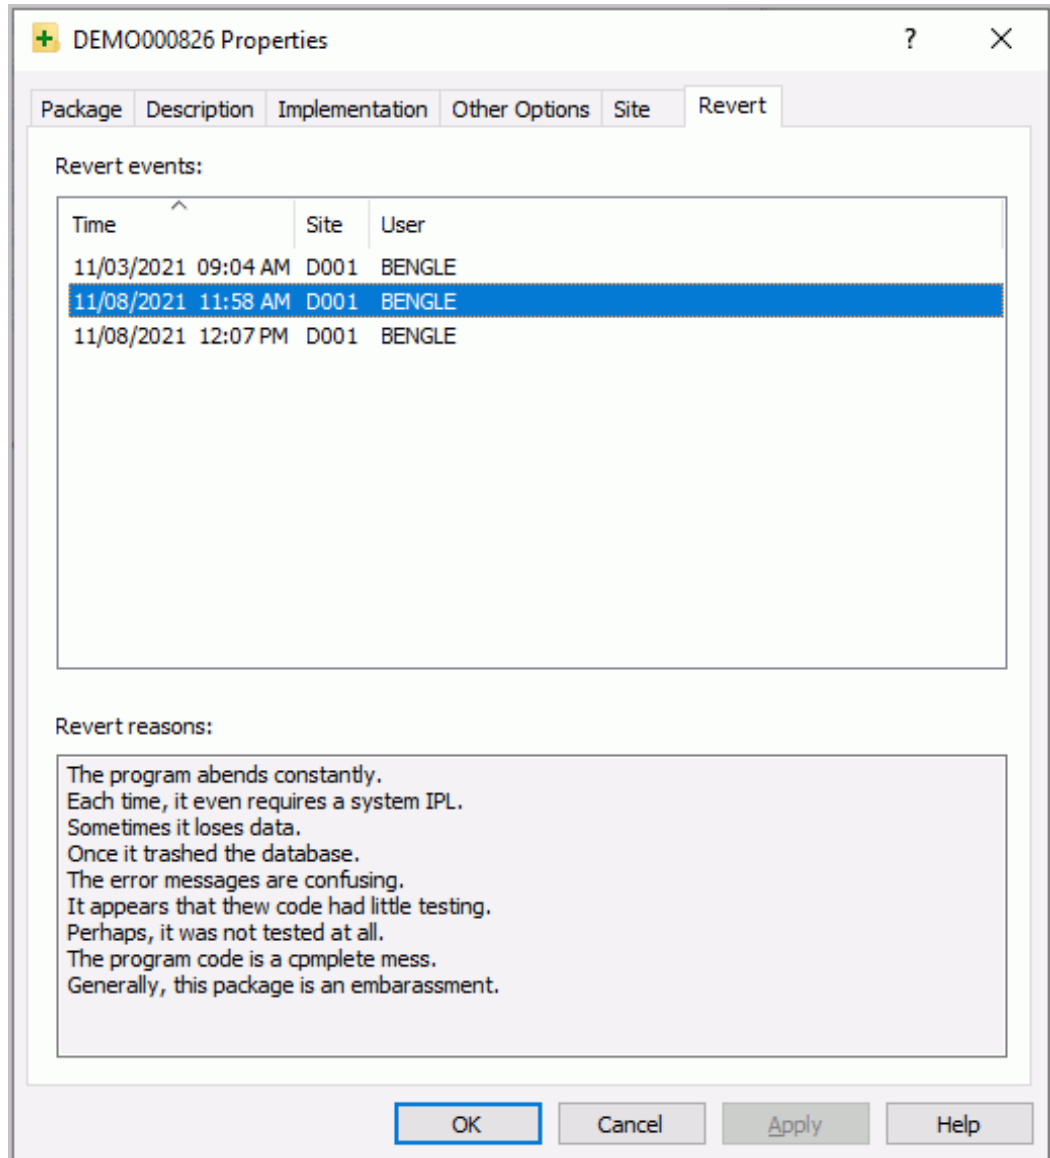 DEMO000826 Properties ?
Package Description Implementation Other Options Site Revert
Revert events:
Time Site User
11/03/2021 09:04 AM D001 BENGLE
11/08/2021 11:58 AM D001 BENGLE
11/08/2021 12:07 PM D001 BENGLE
Revert reasons:
The program abends constantly.
Each time, it even requires a system IPL.
Sometimes it loses data.
Once it trashed the database.
The error messages are confusing.
It appears that thew code had little testing.
Perhaps, it was not tested at all.
The program code is a cpmplete mess.
Generally, this package is an embarassment.
OK Cancel Apply Help